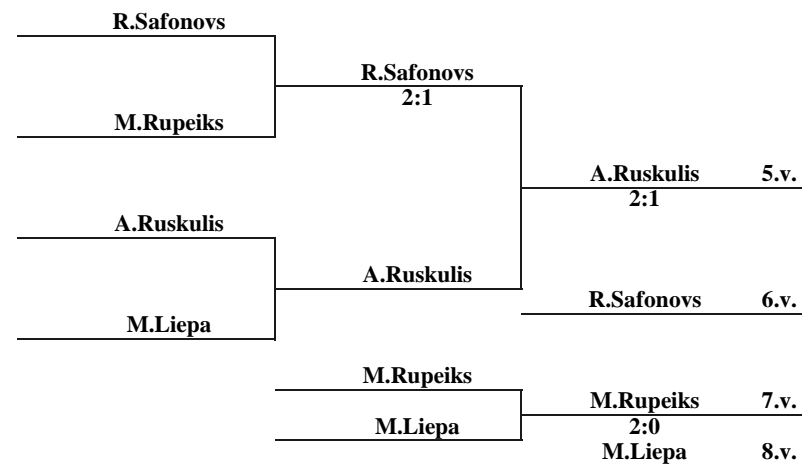 R.Safonovs
R.Safonovs
2:1
M.Rupeiks
A.Ruskulis 5.v.
2:1
A.Ruskulis
A.Ruskulis
R.Safonovs 6.v.
M.Liepa
M.Rupeiks
M.Rupeiks 7.v.
M.Liepa
2:0
M.Liepa 8.v.